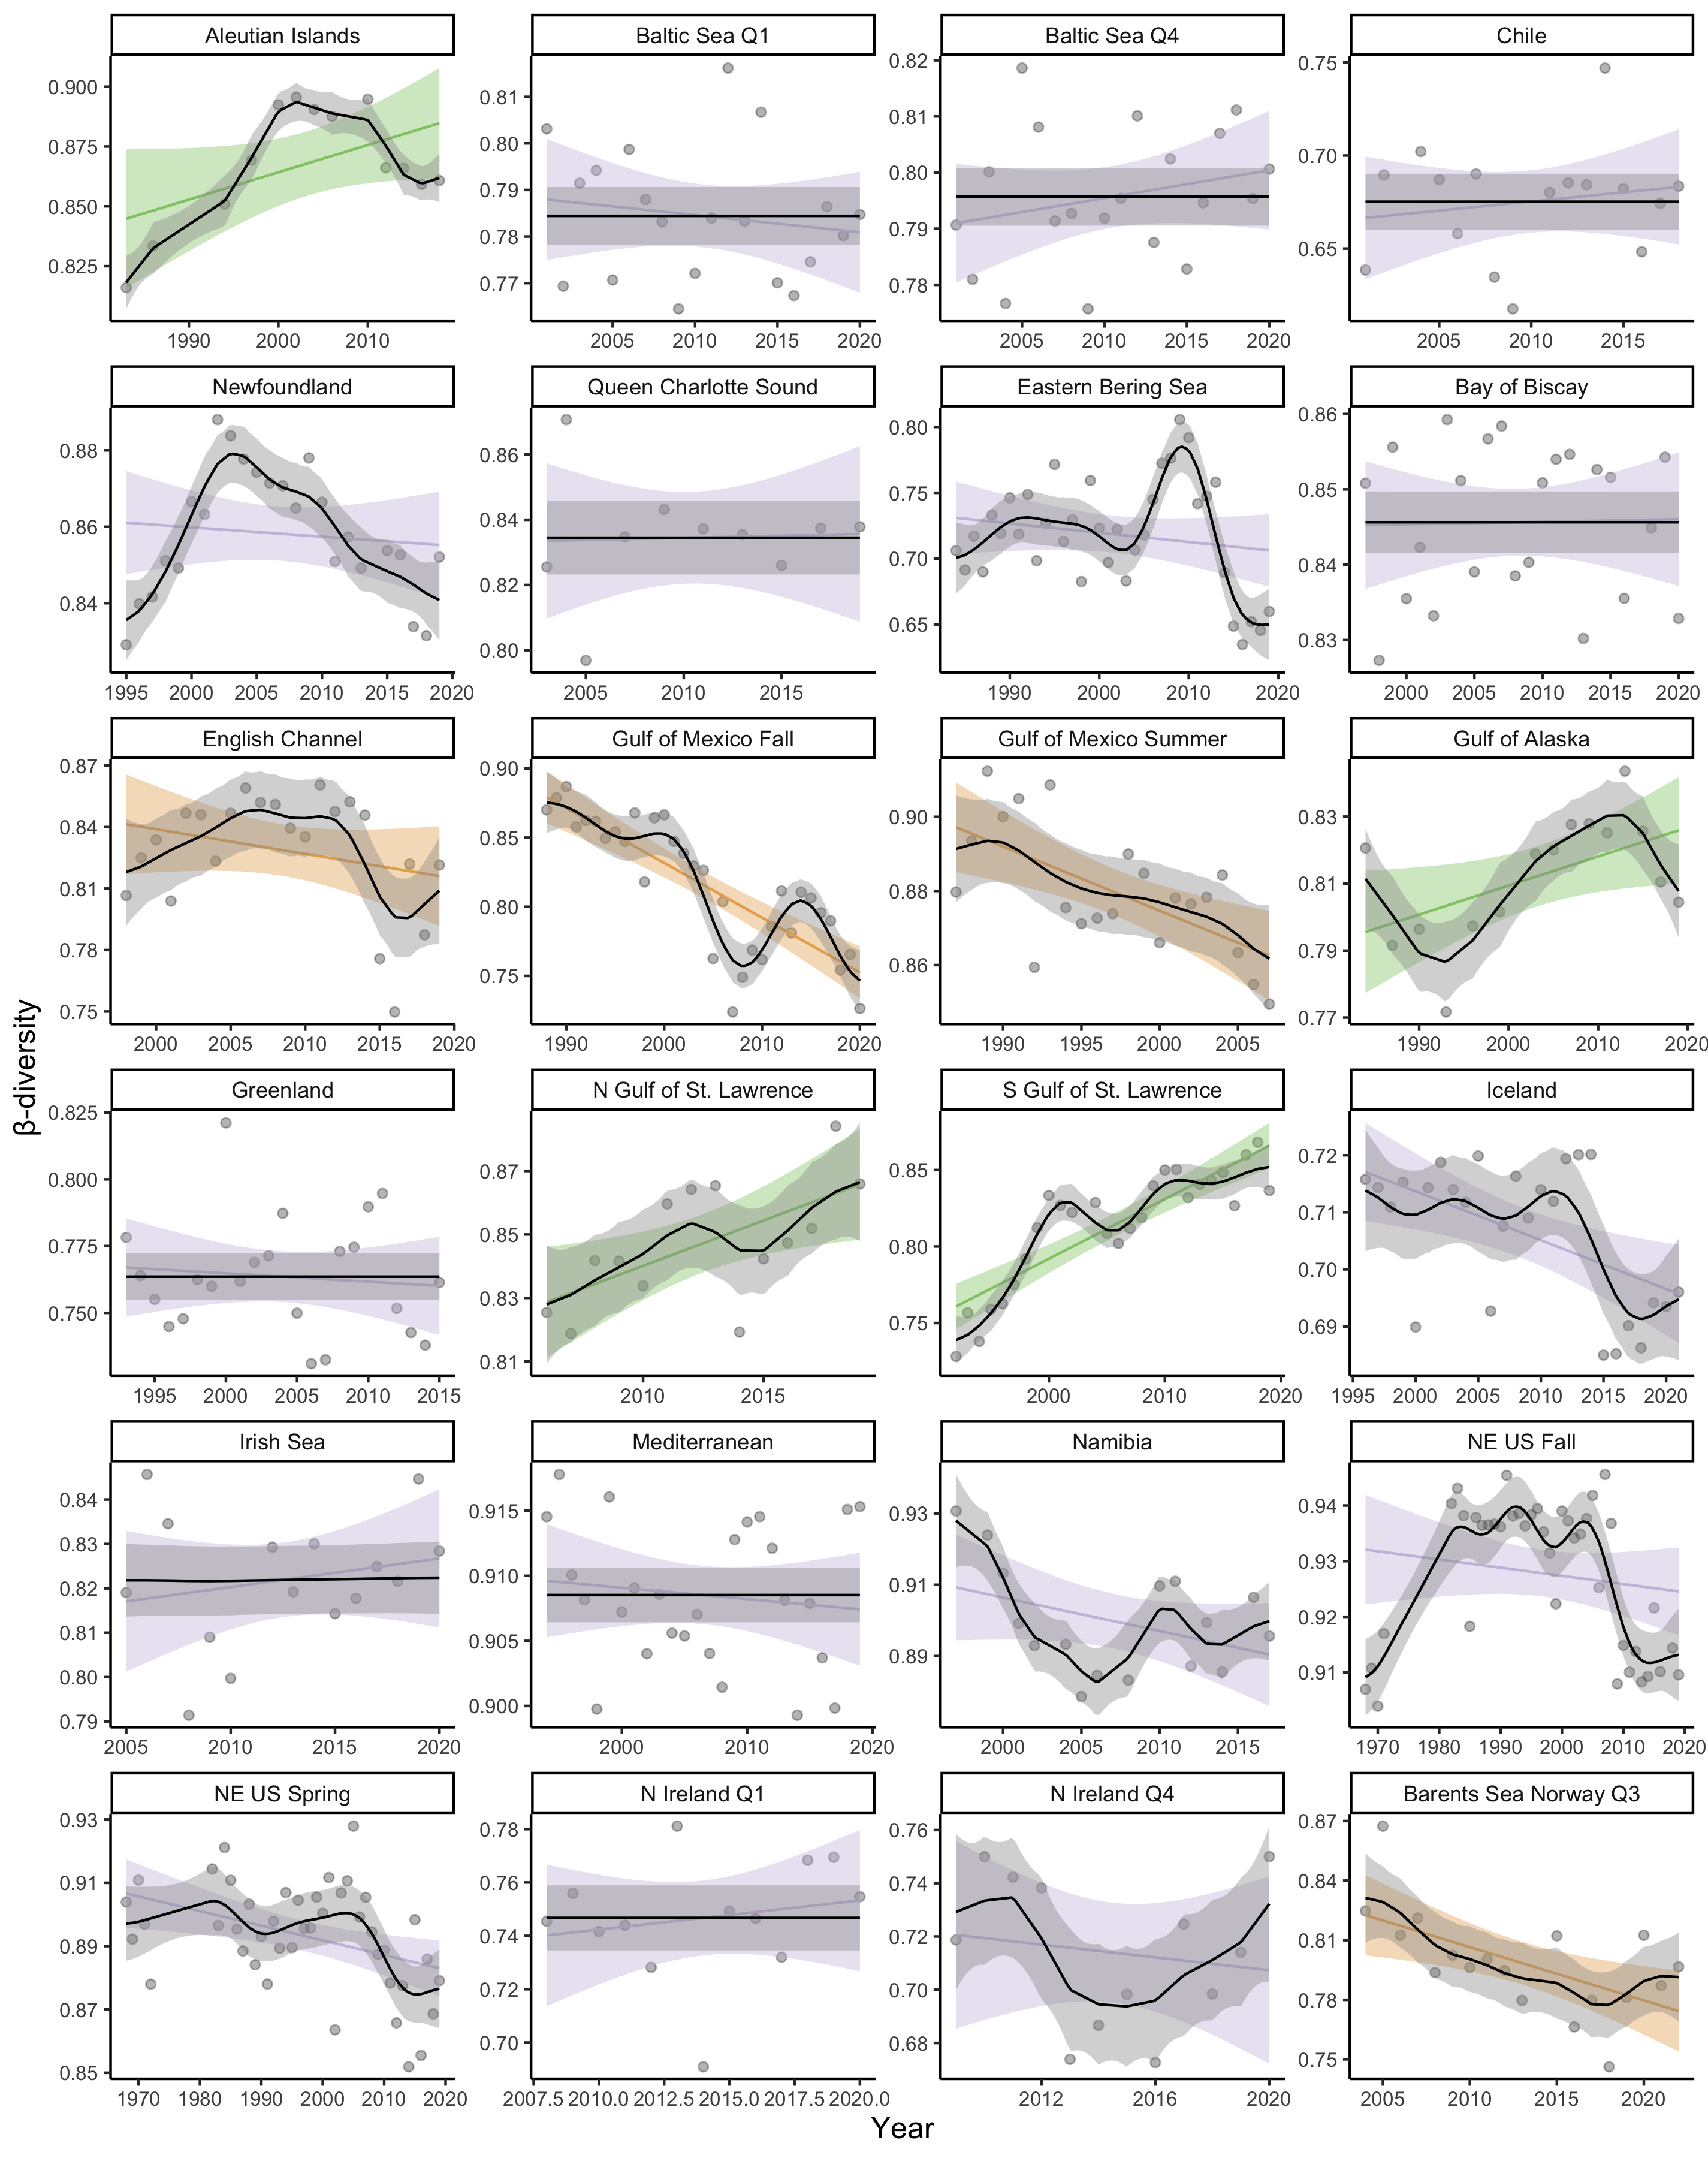 Aleutian Islands
Baltic Sea Q1
Baltic Sea Q4
Chile
0.900
0.875
0.850
0.825
1990 2000 2010
0.81
0.80
0.79
0.78
0.77
2005 2010 2015 2020
0.82
0.81
0.80
0.79
0.78
2005 2010 2015 2020
0.75
0.70
0.65
2005 2010 2015
Newfoundland
Queen Charlotte Sound
Eastern Bering Sea
Bay of Biscay
0.88
0.86
0.84
1995 2000 2005 2010 2015 2020
0.86
0.84
0.82
0.80
2005 2010 2015
0.80
0.75
0.70
0.65
1990 2000 2010 2020
0.86
0.85
0.84
0.83
2000 2005 2010 2015 2020
English Channel
Gulf of Mexico Fall
Gulf of Mexico Summer
Gulf of Alaska
0.87
0.84
0.81
0.78
0.75
2000 2005 2010 2015 2020
0.90
0.85
0.80
0.75
1990 2000 2010 2020
0.90
0.88
0.86
1990 1995 2000 2005
0.83
0.81
0.79
0.77
1990 2000 2010 2020
β-diversity
Greenland
N Gulf of St. Lawrence
S Gulf of St. Lawrence
Iceland
0.825
0.800
0.775
0.750
1995 2000 2005 2010 2015
0.87
0.85
0.83
0.81
2010 2015
0.85
0.80
0.75
2000 2010 2020
0.72
0.71
0.70
0.69
1995 2000 2005 2010 2015 2020
Irish Sea
Mediterranean
Namibia
NE US Fall
0.84
0.83
0.82
0.81
0.80
0.79
2005 2010 2015 2020
0.915
0.910
0.905
0.900
2000 2010 2020
0.93
0.91
0.89
2000 2005 2010 2015
0.94
0.93
0.92
0.91
1970 1980 1990 2000 2010 2020
NE US Spring
N Ireland Q1
N Ireland Q4
Barents Sea Norway Q3
0.93
0.91
0.89
0.87
0.85
1970 1980 1990 2000 2010 2020
0.78
0.76
0.74
0.72
0.70
2007.5 2010.0 2012.5 2015.0 2017.5 2020.0
0.76
0.74
0.72
0.70
0.68
2012 2016 2020
0.87
0.84
0.81
0.78
0.75
2005 2010 2015 2020
Year